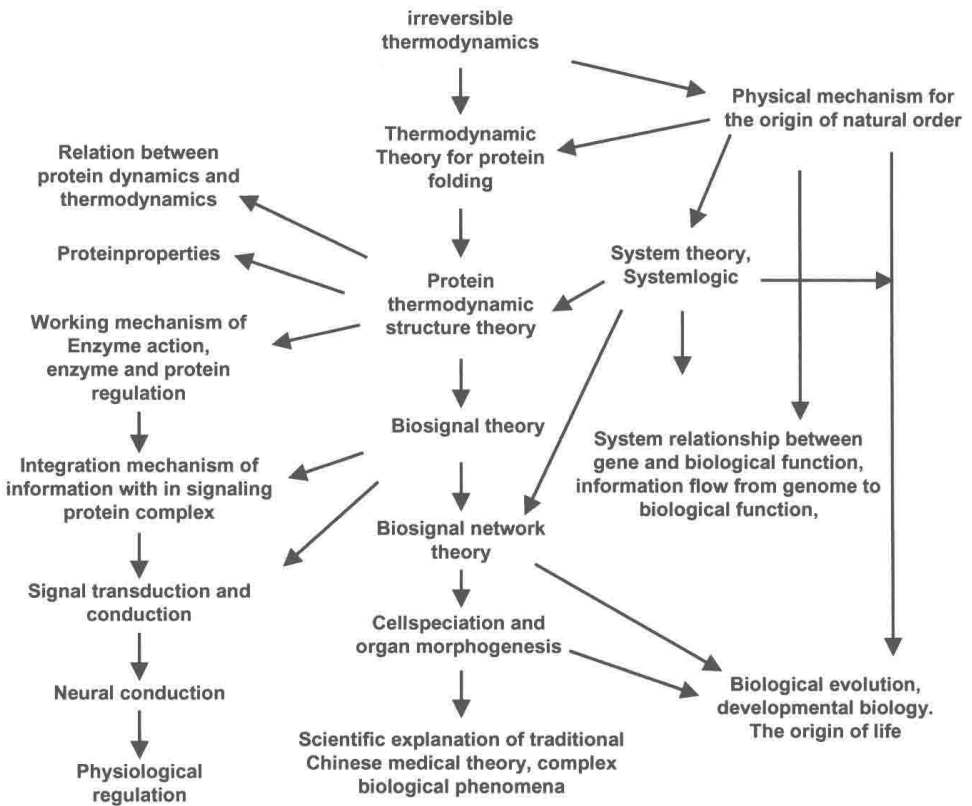 irreversible
thermodynamics
Physical mechanism for
the origin of natural order
Thermodynamic
Theory for protein
folding
Relation between
protein dynamics and
thermodynamics
Proteinproperties
System theory,
Systemlogic
Protein
thermodynamic
structure theory
Working mechanism of
Enzyme action,
enzyme and protein
regulation
Biosignal theory
System relationship between
gene and biological function,
information flow from genome to
biological function,
Integration mechanism of
information with in signaling
protein complex
Biosignal network
theory
Signal transduction and
conduction
Cellspeciation and
organ morphogenesis
Neural conduction
Biological evolution,
developmental biology.
The origin of life
Scientific explanation of traditional
Chinese medical theory, complex
biological phenomena
Physiological
regulation